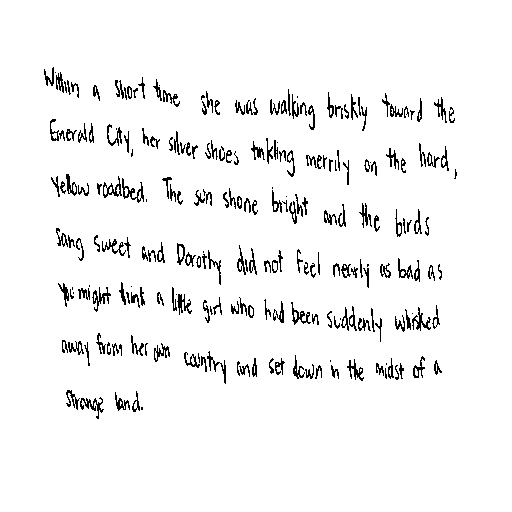 Within a short time she was walking briskly toward the
Emerald City, her silver shoes tinkling merrily on the hard,
yellow roadbed. The sun shone bright and the birds
sang sweet and Dorothy did not feel nearly as bad as
you might think a little girl who had been suddenly whisked
away from her own country and set down in the midst of a
strange land.